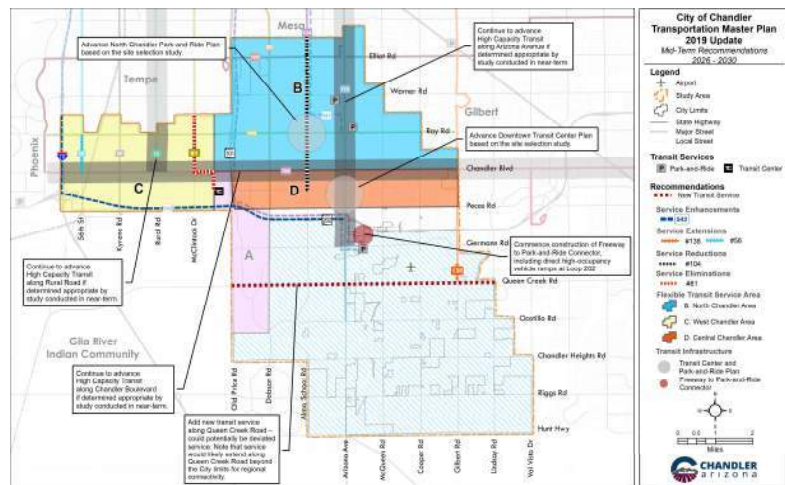 Mesa
Tempe
Phoenix
Gilbert
Gila River
Indian Community
Advance North Chandler Park and Ride Plan
based on the site selection study.
Continue to advance
High Capacity Transit
along Arizona Avenue if
determined appropriate by
study conducted in near-term.
Advance Downtown Transit Center Plan
based on the site selection study.
Commence construction of Freeway
to Park-and-Ride Connector,
including direct high-occupancy
vehicle ramps at Loop 202
Continue to advance
High Capacity Transit
along Rural Road if
determined appropriate by
study conducted in near-term.
Continue to advance
High Capacity Transit
along Chandler Boulevard
if determined appropriate by
study conducted in near-term.
Add new transit service
along Queen Creek Road –
could potentially be deviated
service. Note that service
would likely extend along
Queen Creek Road beyond
the City limits for regional
connectivity.
A
B
C
D
Elliot Rd
Warner Rd
Ray Rd
Chandler Blvd
Pecos Rd
Germann Rd
Queen Creek Rd
Ocotillo Rd
Chandler Heights Rd
Riggs Rd
Hunt Hwy
56th St
Kyrene Rd
Rural Rd
McClintock Dr
Old Price Rd
Dobson Rd
Alma School Rd
Arizona Ave
McQueen Rd
Cooper Rd
Gilbert Rd
Lindsay Rd
Val Vista Dr
City of Chandler
Transportation Master Plan
2019 Update
Mid-Term Recommendations
2026 - 2030
Legend
Airport
Study Area
City Limits
State Highway
Major Street
Local Street
Transit Services
P Park-and-Ride
Transit Center
Recommendations
New Transit Service
Service Enhancements
542
Service Extensions
#136
#56
Service Reductions
#104
Service Eliminations
#81
Flexible Transit Service Area
B: North Chandler Area
C: West Chandler Area
D: Central Chandler Area
Transit Infrastructure
Transit Center and
Park-and-Ride Plan
Freeway to Park-and-Ride
Connector
0 0.5 1 2
Miles
CHANDLER
arizona